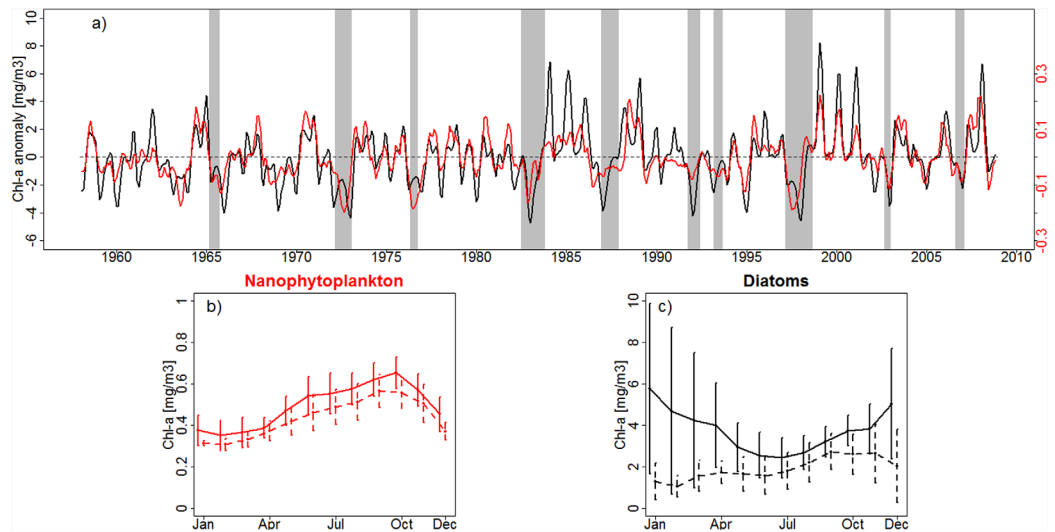 a)
Chl-a anomaly [mg/m3]
10
8
6
4
2
0
-2
-4
-6
0.3
0.1
-0.1
-0.3
1960 1965 1970 1975 1980 1985 1990 1995 2000 2005 2010
Nanophytoplankton
b)
Chl-a [mg/m3]
1
0.8
0.6
0.4
0.2
0
Jan Apr Jul Oct Dec
Diatoms
c)
Chl-a [mg/m3]
10
8
6
4
2
0
Jan Apr Jul Oct Dec